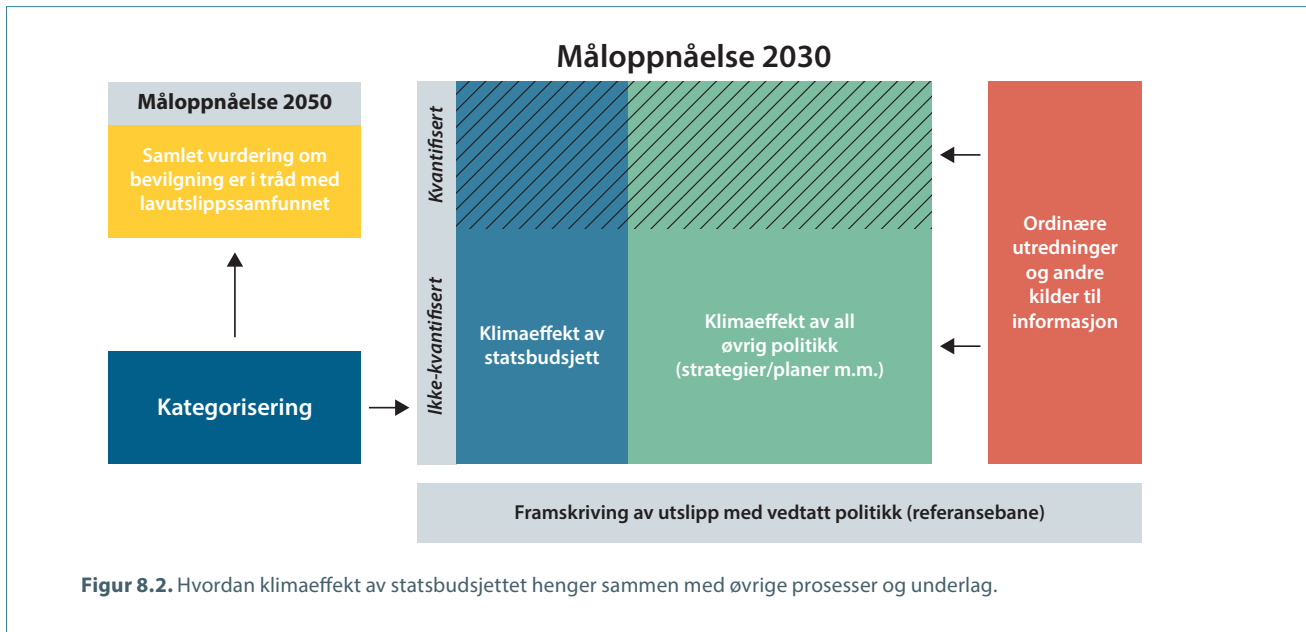 Måloppnåelse 2030
Måloppnåelse 2050
Samlet vurdering om
bevilgning er i tråd med
lavutslippssamfunnet
Kategorisering
Kvantifisert
Ikke-kvantifisert
Klimaeffekt av
statsbudsjett
Klimaeffekt av all
øvrig politikk
(strategier/planer m.m.)
Ordinære
utredninger
og andre
kilder til
informasjon
Framskriving av utslipp med vedtatt politikk (referansebane)
Figur 8.2. Hvordan klimaeffekt av statsbudsjettet henger sammen med øvrige prosesser og underlag.